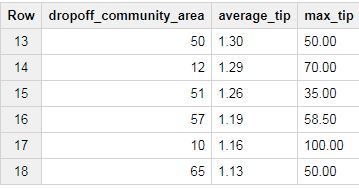 Row dropoff_community_area average_tip max_tip
13 50 1.30 50.00
14 12 1.29 70.00
15 51 1.26 35.00
16 57 1.19 58.50
17 10 1.16 100.00
18 65 1.13 50.00